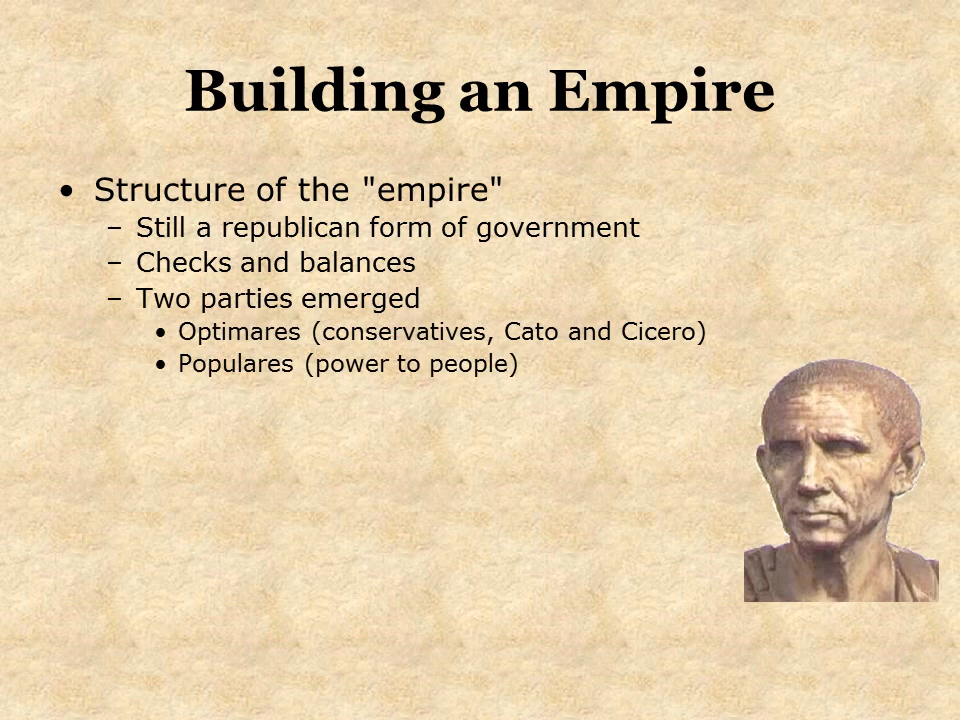 Building an Empire
• Structure of the "empire"
– Still a republican form of government
– Checks and balances
– Two parties emerged
• Optimares (conservatives, Cato and Cicero)
• Populares (power to people)